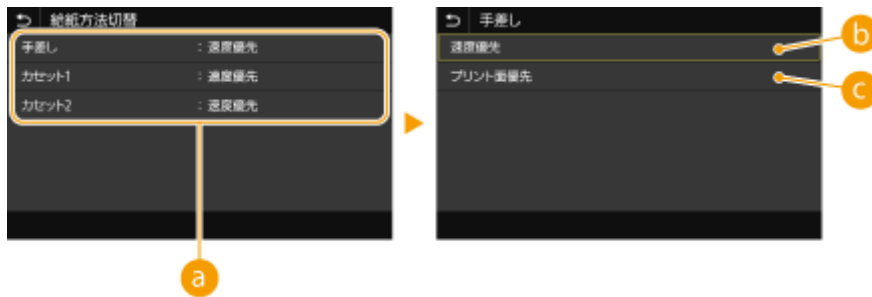 給紙方法切替
手差し : 速度優先
カセット1 : 速度優先
カセット2 : 速度優先
a
手差し
速度優先
プリント面優先
b
c